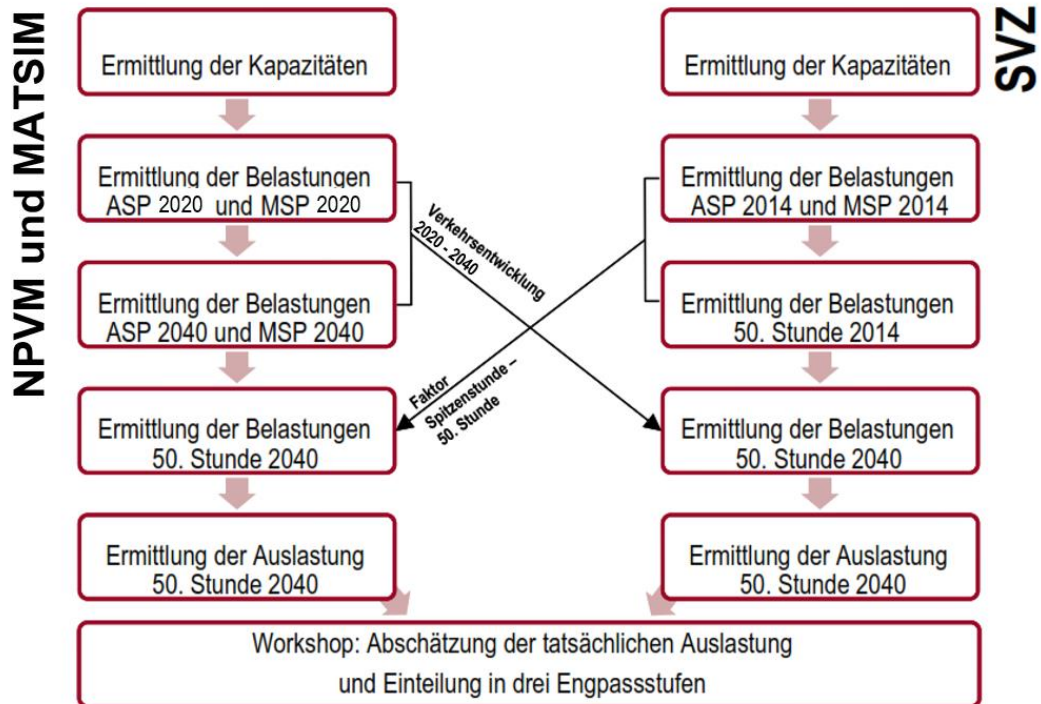 NPVM und MATSIM
SVZ
Ermittlung der Kapazitäten
Ermittlung der Belastungen
ASP 2020 und MSP 2020
Ermittlung der Belastungen
ASP 2040 und MSP 2040
Ermittlung der Belastungen
50. Stunde 2040
Ermittlung der Auslastung
50. Stunde 2040
Verkehrsentwicklung
2020 - 2040
Faktor
Spitzenstunde –
50. Stunde
Ermittlung der Kapazitäten
Ermittlung der Belastungen
ASP 2014 und MSP 2014
Ermittlung der Belastungen
50. Stunde 2014
Ermittlung der Belastungen
50. Stunde 2040
Ermittlung der Auslastung
50. Stunde 2040
Workshop: Abschätzung der tatsächlichen Auslastung
und Einteilung in drei Engpassstufen